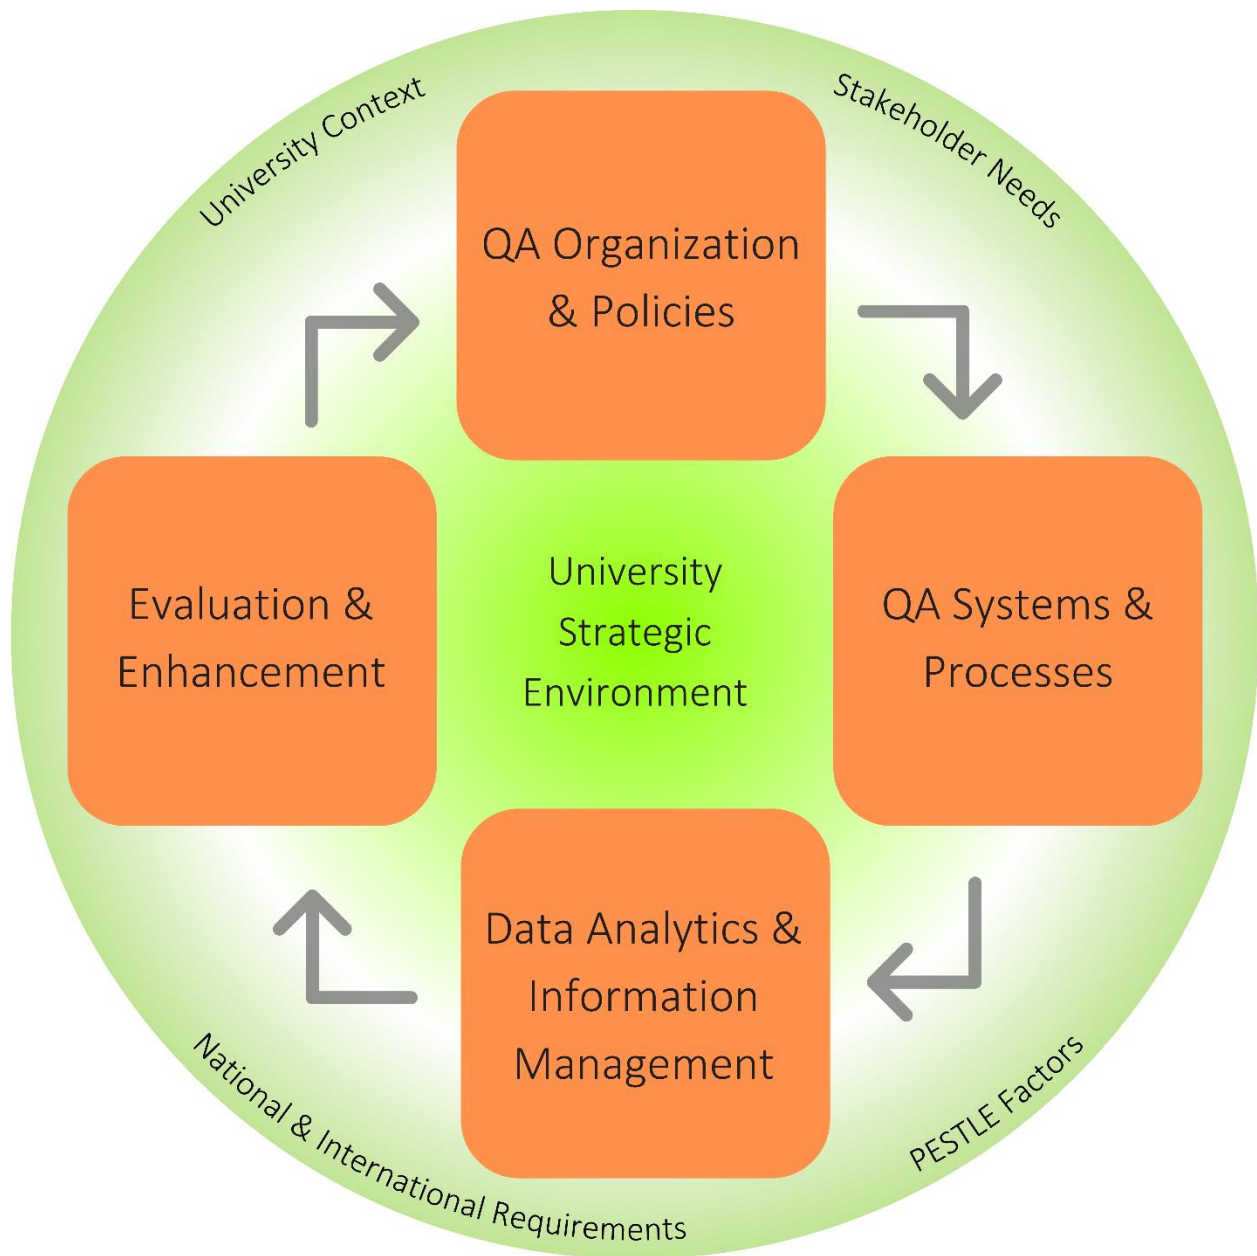 University Context
Stakeholder Needs
QA Organization
& Policies
Evaluation &
Enhancement
University
Strategic
Environment
QA Systems &
Processes
Data Analytics &
Information
Management
National & International Requirements
PESTLE Factors